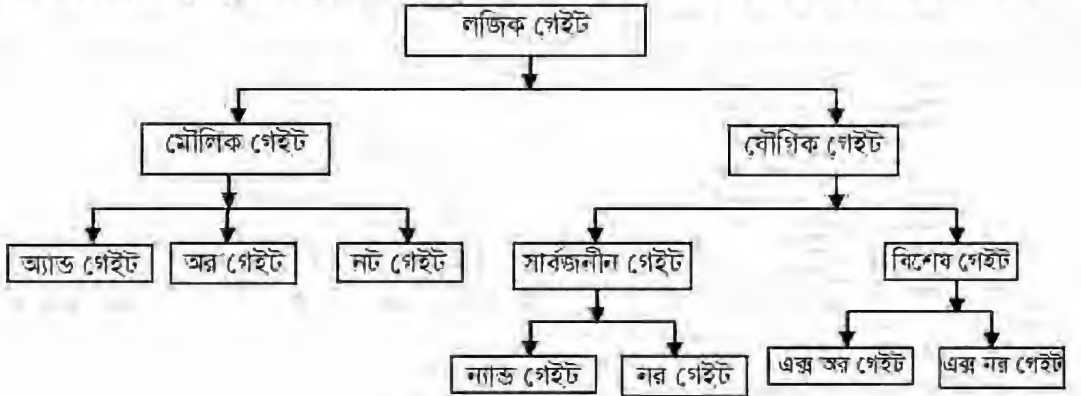 লজিক গেইট
মৌলিক গেইট যৌগিক গেইট
অ্যান্ড গেইট অর গেইট নট গেইট সার্বজনীন গেইট বিশেষ গেইট
ন্যান্ড গেইট নর গেইট এক্স অর গেইট এক্স নর গেইট